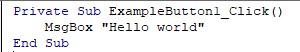 Private Sub ExampleButton1_Click()
    MsgBox "Hello world"
End Sub